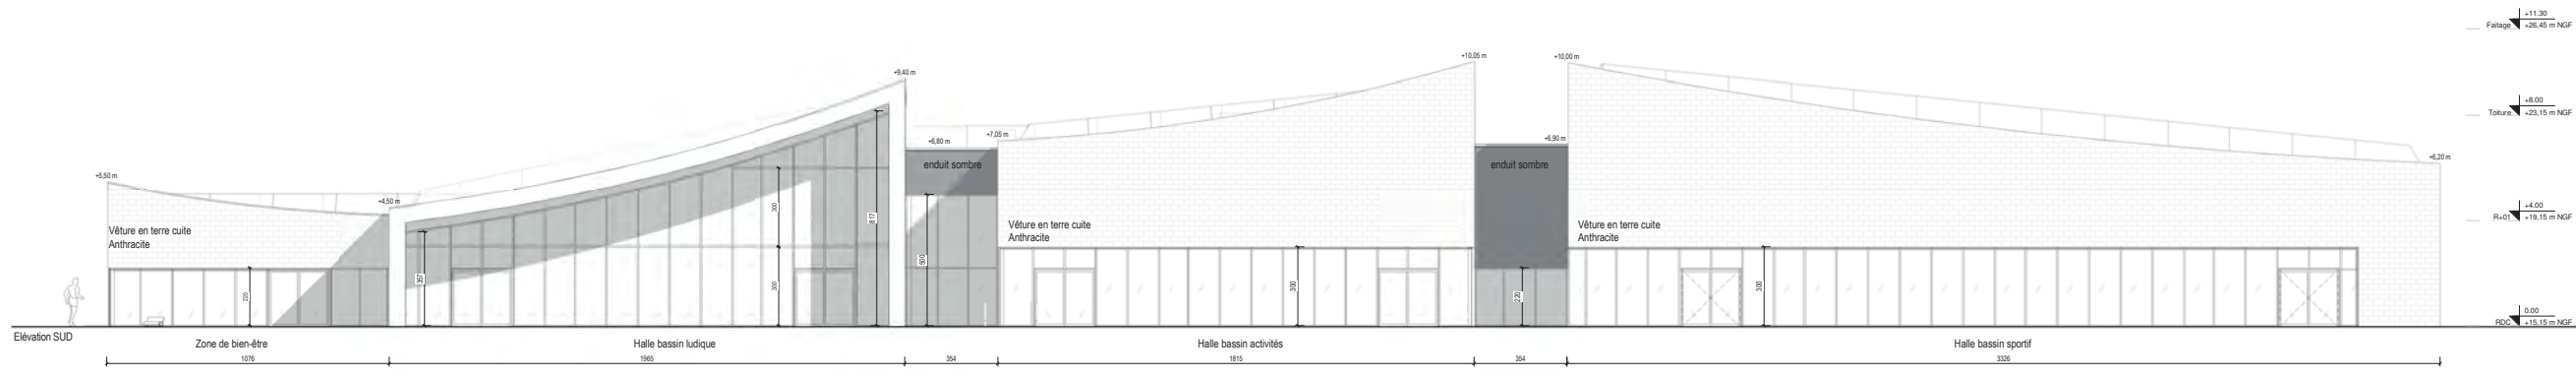 +11.30
Faitage +26,45 m NGF
+10,05 m
+10,00 m
+9,40 m
+8.00
Toiture +23,15 m NGF
+7,05 m
+6,80 m
+6,90 m
enduit sombre
enduit sombre
+6,20 m
+5,50 m
+4,50 m
+4.00
R+01 +19,15 m NGF
300
817
Vêture en terre cuite
Anthracite
Vêture en terre cuite
Anthracite
Vêture en terre cuite
Anthracite
500
357
220
300
300
220
300
0.00
RDC +15,15 m NGF
Elévation SUD
Zone de bien-être
Halle bassin ludique
Halle bassin activités
Halle bassin sportif
1076
1965
354
1815
354
3326